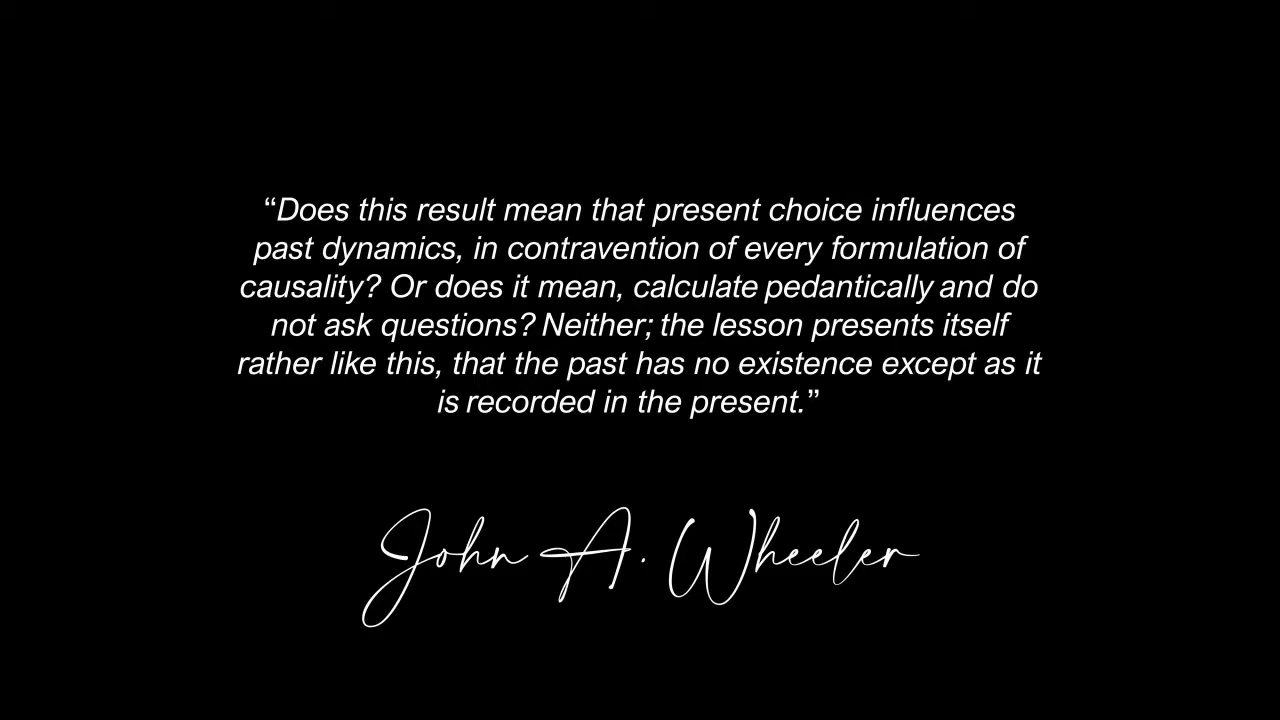 “Does this result mean that present choice influences
past dynamics, in contravention of every formulation of
causality? Or does it mean, calculate pedantically and do
not ask questions? Neither; the lesson presents itself
rather like this, that the past has no existence except as it
is recorded in the present.”
John A. Wheeler